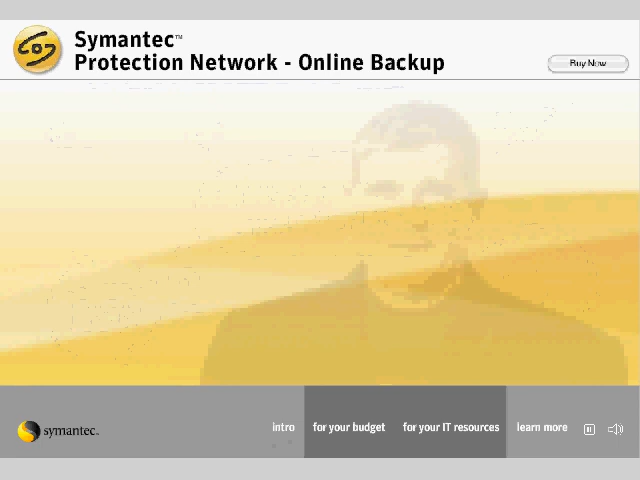 Symantec™
Protection Network - Online Backup
Buy Now
symantec.
intro
for your budget
for your IT resources
learn more